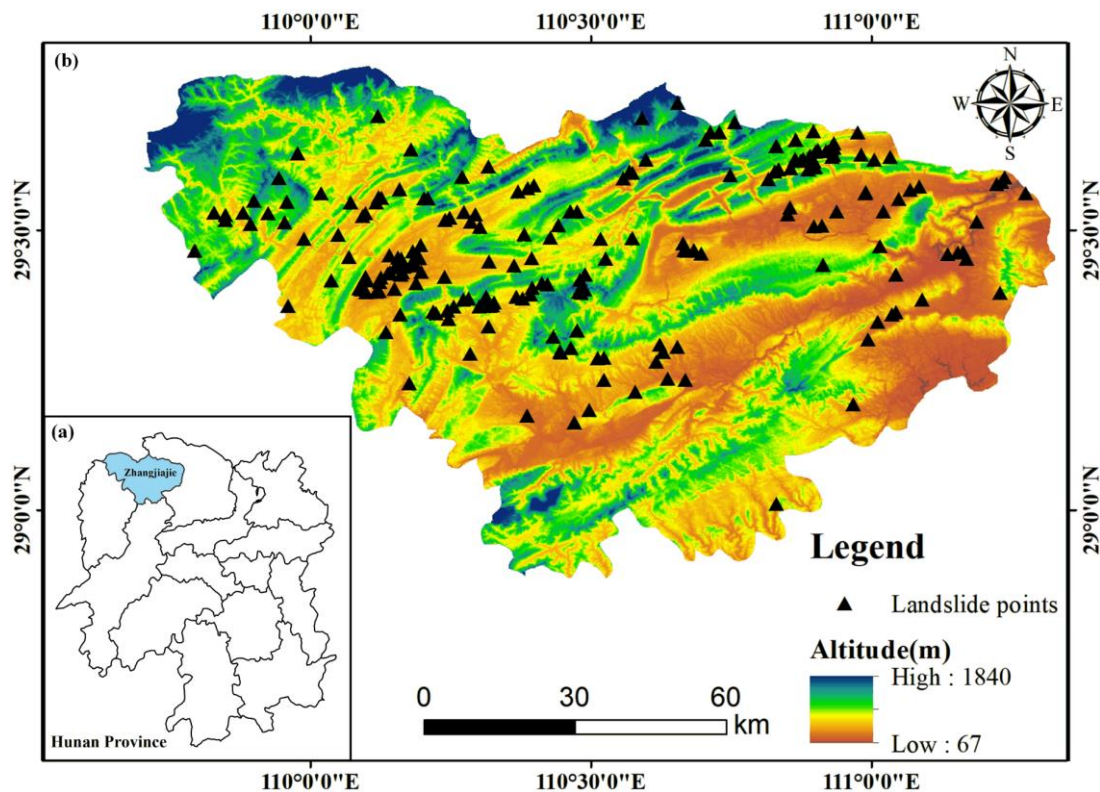 110°0'0"E 110°30'0"E 111°0'0"E
(b)
N
W E
S
29°30'0"N 29°30'0"N
(a)
Zhangjiajie
29°0'0"N 29°0'0"N
Legend
Landslide points
Altitude(m)
High : 1840
Low : 67
0 30 60
km
Hunan Province
110°0'0"E 110°30'0"E 111°0'0"E